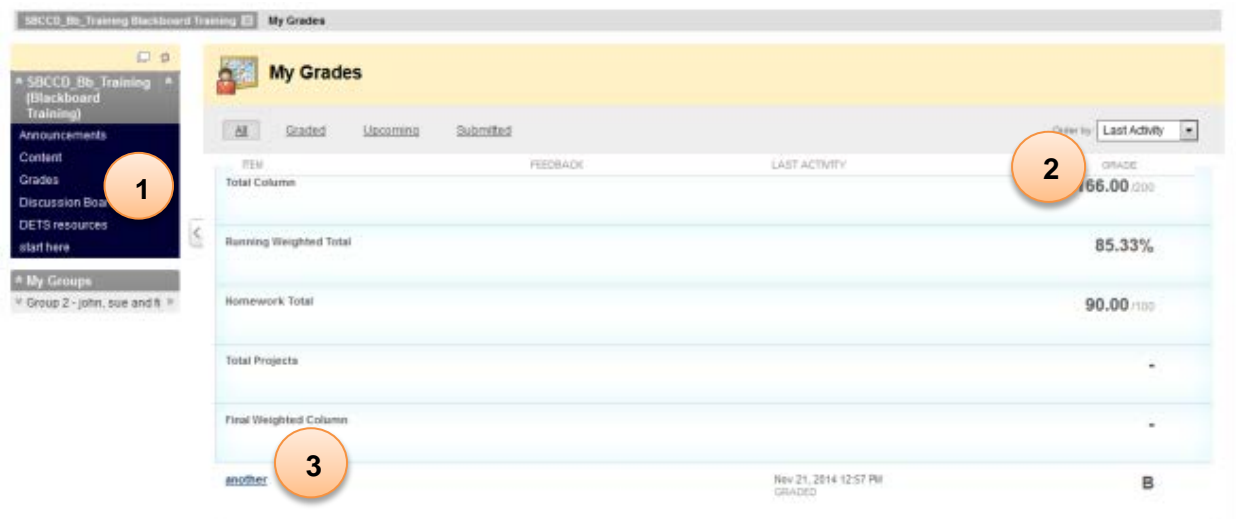 SBCCD_Bb_Training Blackboard Training My Grades
SBCCD_Bb_Training
(Blackboard
Training)
Announcements
Content
Grades
Discussion Boar
DETS resources
start here
My Groups
Group 2 - john, sue and fi
1
My Grades
All Graded Upcoming Submitted
Order by: Last Activity
2
ITEM FEEDBACK LAST ACTIVITY GRADE
Total Column 166.00 /200
Running Weighted Total 85.33%
Homework Total 90.00 /100
Total Projects -
Final Weighted Column -
3
another Nov 21, 2014 12:57 PM B
GRADED